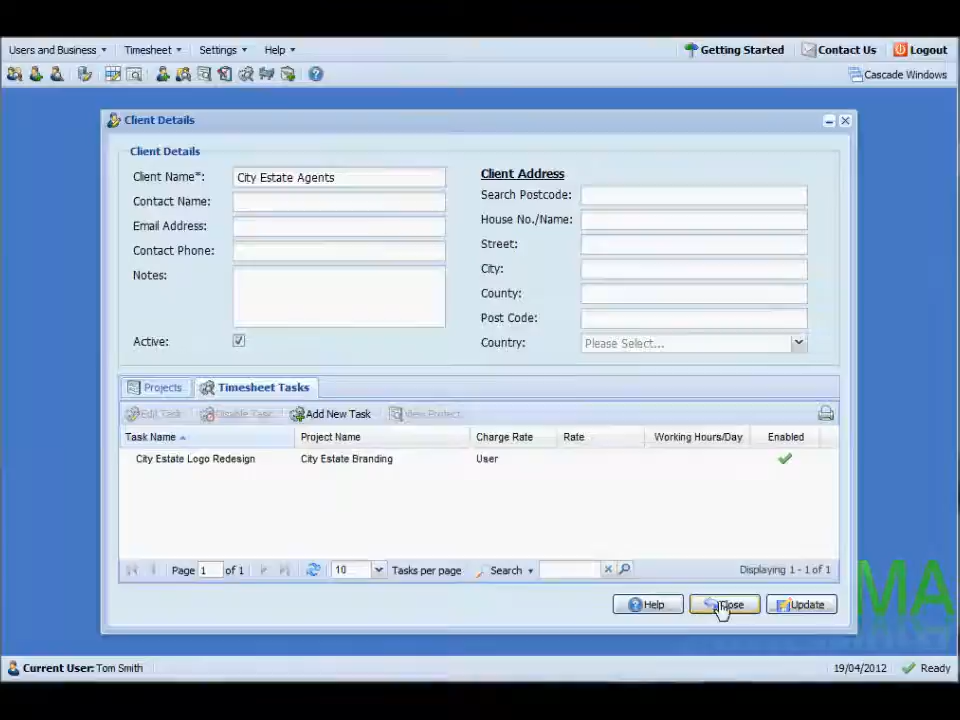 Users and Business Timesheet Settings Help Getting Started Contact Us Logout
Cascade Windows
Client Details
Client Details
Client Name*: City Estate Agents
Contact Name:
Email Address:
Contact Phone:
Notes:
Active:
Client Address
Search Postcode:
House No./Name:
Street:
City:
County:
Post Code:
Country: Please Select...
Projects Timesheet Tasks
Edit Task Disable Task Add New Task View Project
Task Name Project Name Charge Rate Rate Working Hours/Day Enabled
City Estate Logo Redesign City Estate Branding User
Page 1 of 1 10 Tasks per page Search Displaying 1 - 1 of 1
Help Close Update
MA
Current User: Tom Smith 19/04/2012 Ready